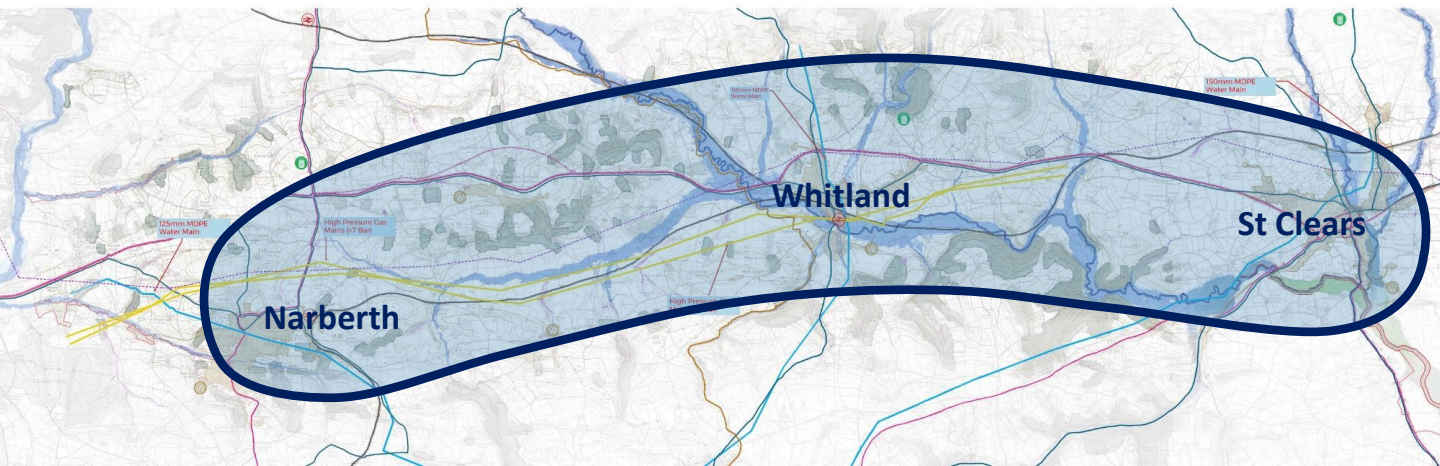 150mm MDPE
Water Main
150mm MDPE
Water Main
Whitland
St Clears
125mm MDPE
Water Main
High Pressure Gas
Mains (>7 Bar)
High Pressure
Narberth